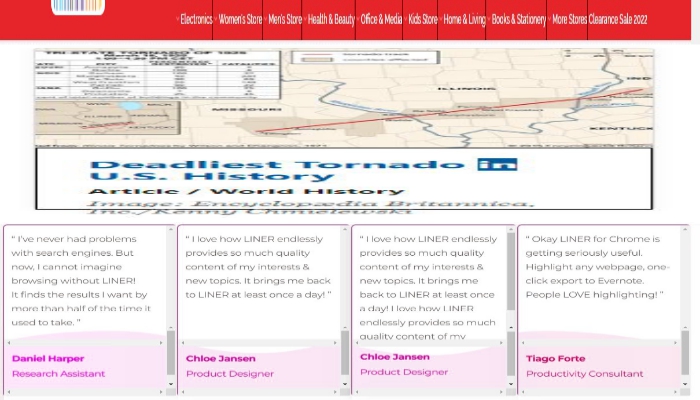 Electronics Women's Store Men's Store Health & Beauty Office & Media Kids Store Home & Living Books & Stationery More Stores Clearance Sale 2022
TRI-STATE TORNADO OF 1925
ILLINOIS
MISSOURI
KENTUCKY
Deadliest Tornado in
U.S. History
Article / World History
Image: Encyclopædia Britannica,
Inc./Kenny Chmielewski
" I've never had problems
with search engines. But
now, I cannot imagine
browsing without LINER!
It finds the results I want by
more than half of the time it
used to take. "
Daniel Harper
Research Assistant
" I love how LINER endlessly
provides so much quality
content of my interests &
new topics. It brings me back
to LINER at least once a day! "
Chloe Jansen
Product Designer
" I love how LINER endlessly
provides so much quality
content of my interests &
new topics. It brings me
back to LINER at least once
a day! I love how LINER
endlessly provides so much
quality content of my
Chloe Jansen
Product Designer
" Okay LINER for Chrome is
getting seriously useful.
Highlight any webpage, one-
click export to Evernote.
People LOVE highlighting! "
Tiago Forte
Productivity Consultant